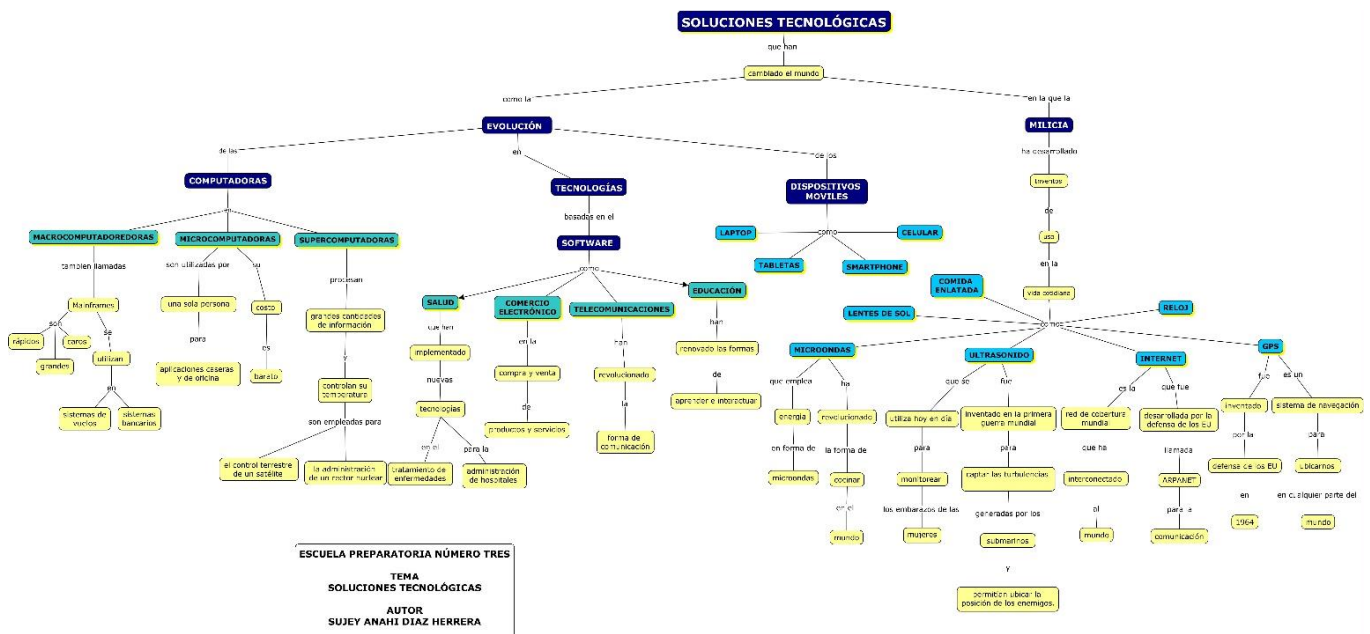 SOLUCIONES TECNOLÓGICAS
que han
cambiado el mundo
como la
EVOLUCIÓN
de las
COMPUTADORAS
en
MACROCOMPUTADOREDORAS
tambien llamadas
Mainframes
son
rápidos
grandes
caros
se
utilizan
en
sistemas de
vuelos
sistemas
bancarios
MICROCOMPUTADORAS
son utilizadas por
una sola persona
para
aplicaciones caseras
y de oficina
su
costo
es
barato
SUPERCOMPUTADORAS
procesan
grandes cantidades
de información
y
controlan su
temperatura
son empleadas para
el control terrestre
de un satélite
la administración
de un rector nuclear
en
TECNOLOGÍAS
basadas en el
SOFTWARE
como
SALUD
que han
implementado
nuevas
tecnologías
en el
tratamiento de
enfermedades
para la
administración
de hospitales
COMERCIO
ELECTRÓNICO
en la
compra y venta
de
productos y servicios
TELECOMUNICACIONES
han
revolucionado
la
forma de
comunicación
EDUCACIÓN
han
renovado las formas
de
aprender e interactuar
de los
DISPOSITIVOS
MOVILES
como
LAPTOP
TABLETAS
SMARTPHONE
CELULAR
en la que la
MILICIA
ha desarrollado
inventos
de
uso
en la
vida cotidiana
como
COMIDA
ENLATADA
LENTES DE SOL
RELOJ
MICROONDAS
que emplea
energia
en forma de
microondas
ha
revolucionado
la forma de
cocinar
en el
mundo
ULTRASONIDO
que se
utiliza hoy en día
para
monitorear
los embarazos de las
mujeros
fue
inventado en la primera
guerra mundial
para
captar las turbulencias
generadas por los
submarinos
y
permitian ubicar la
posición de los enemigos.
INTERNET
es la
red de cobertura
mundial
que ha
interconectado
al
mundo
que fue
desarrollada por la
defensa de los EU
llamada
ARPANET
para la
comunicación
GPS
fue
inventado
por la
defensa de los EU
en
1964
es un
sistema de navegación
para
ubicarnos
en cualquier parte del
mundo
ESCUELA PREPARATORIA NÚMERO TRES
TEMA
SOLUCIONES TECNOLÓGICAS
AUTOR
SUJEY ANAHI DIAZ HERRERA